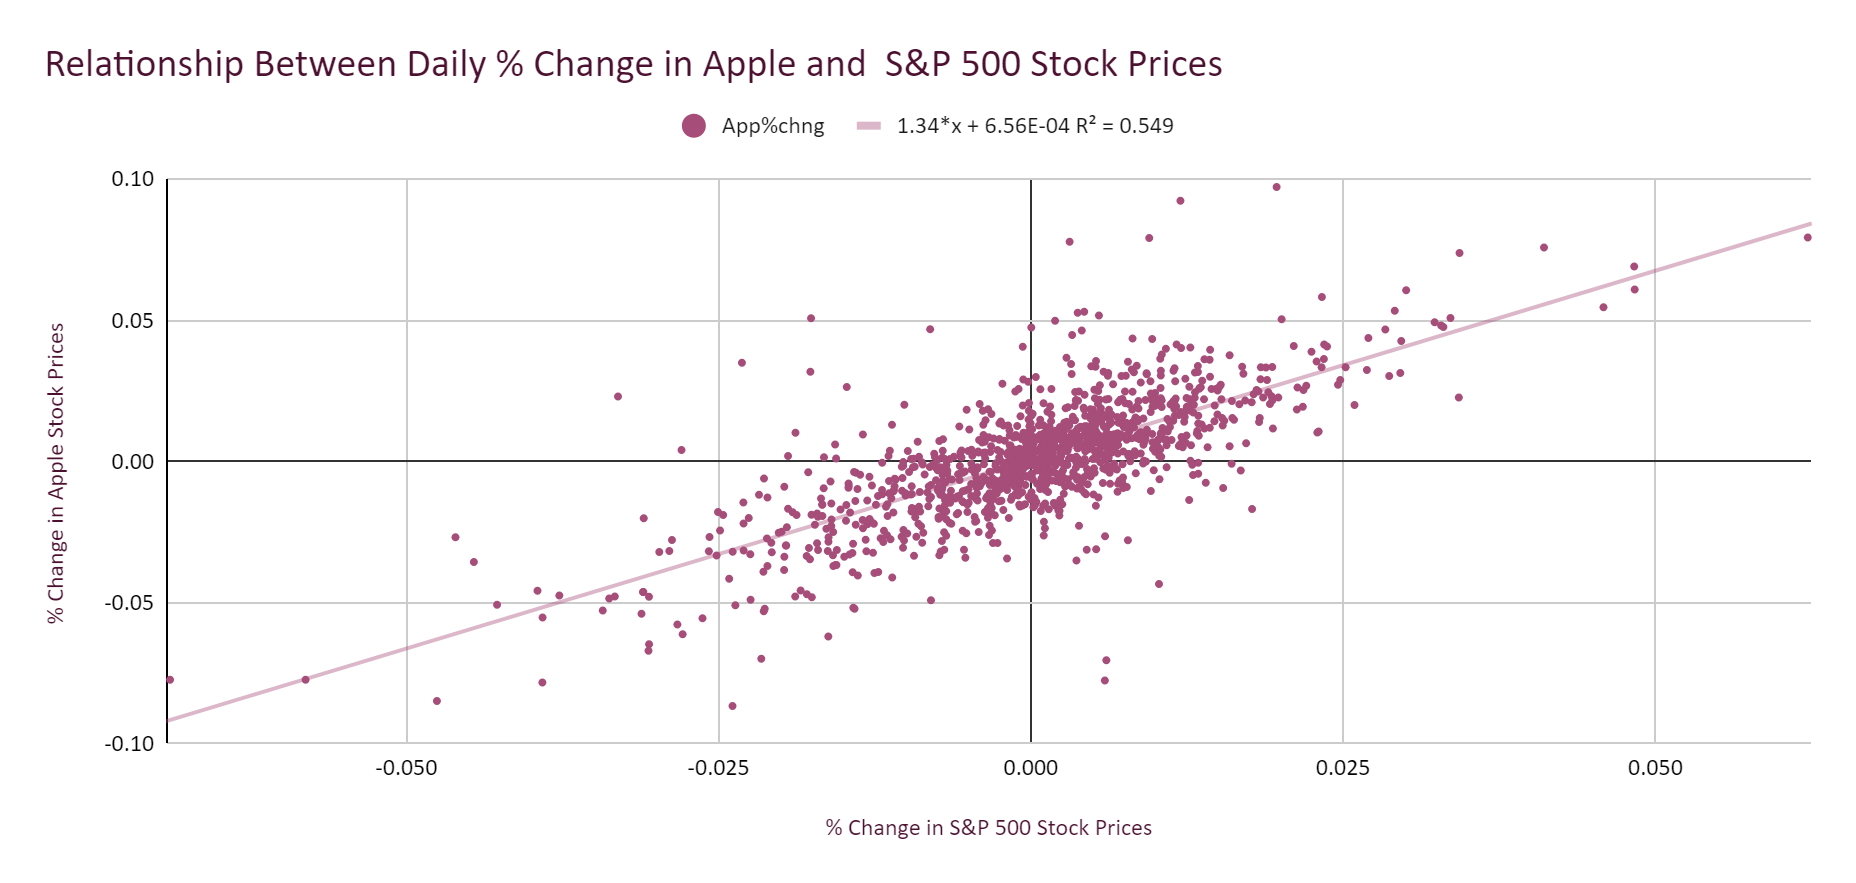 Relationship Between Daily % Change in Apple and  S&P 500 Stock Prices
App%chng 1.34*x + 6.56E-04 R² = 0.549
% Change in Apple Stock Prices
0.10
0.05
0.00
-0.05
-0.10
-0.050 -0.025 0.000 0.025 0.050
% Change in S&P 500 Stock Prices